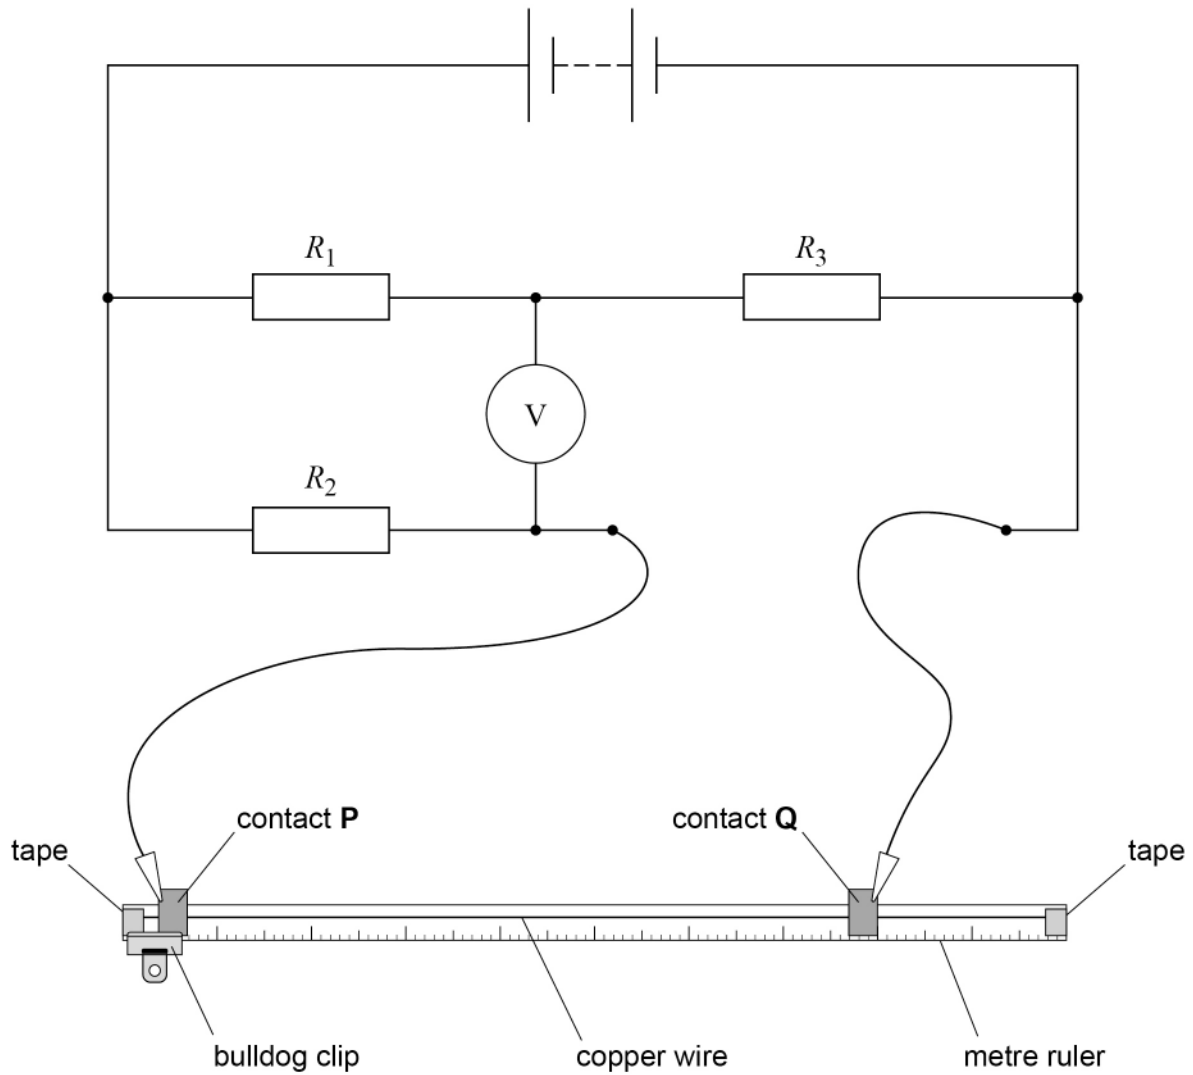 R1
R3
V
R2
contact P
contact Q
tape
tape
bulldog clip
copper wire
metre ruler